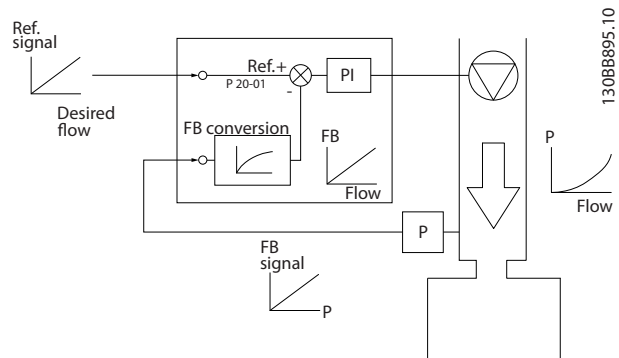 Ref.
signal
Desired
flow
Ref.+
P 20-01
-
PI
FB conversion
FB
Flow
P
Flow
P
FB
signal
P
130BB895.10